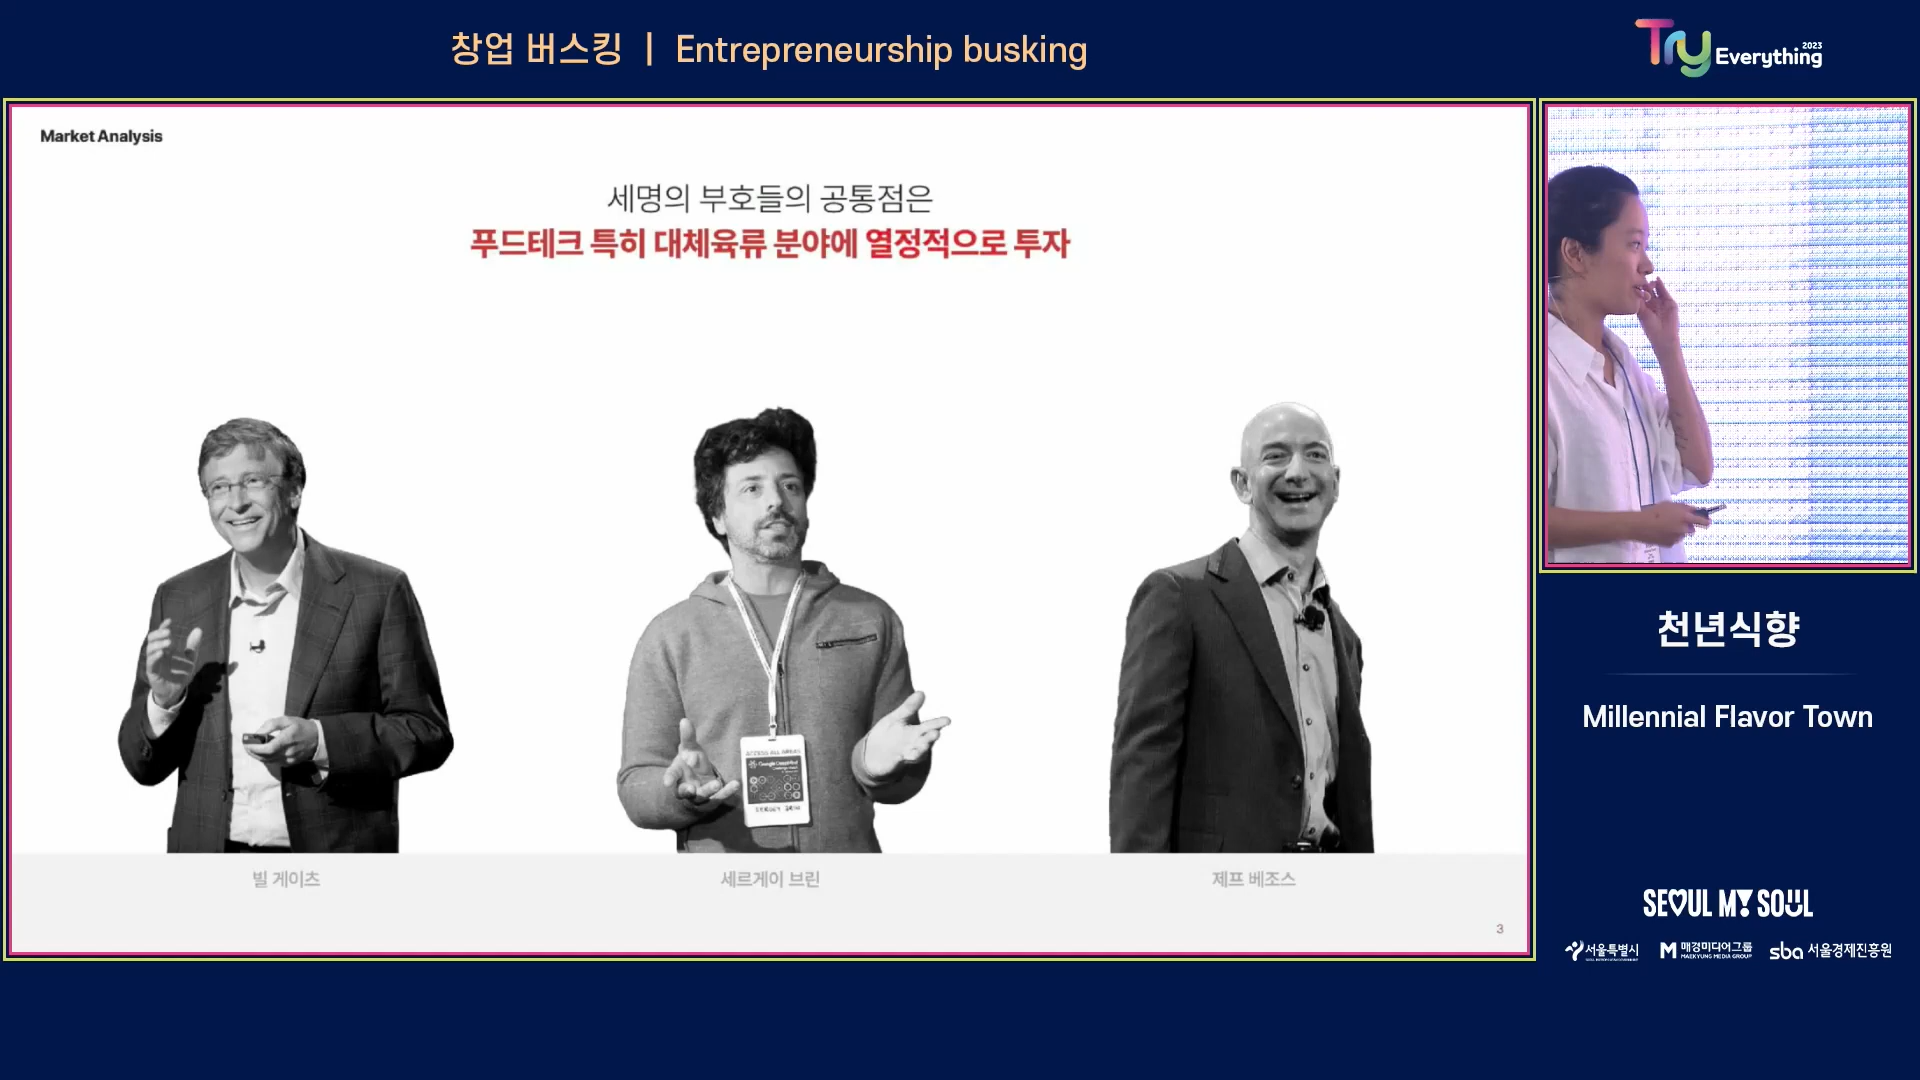 창업 버스킹 | Entrepreneurship busking
Try Everything 2023
Market Analysis
세명의 부호들의 공통점은
푸드테크 특히 대체육류 분야에 열정적으로 투자
빌 게이츠
세르게이 브린
제프 베조스
3
천년식향
Millennial Flavor Town
SEOUL MY SOUL
서울특별시
매경미디어그룹
MAEKYUNG MEDIA GROUP
sba 서울경제진흥원